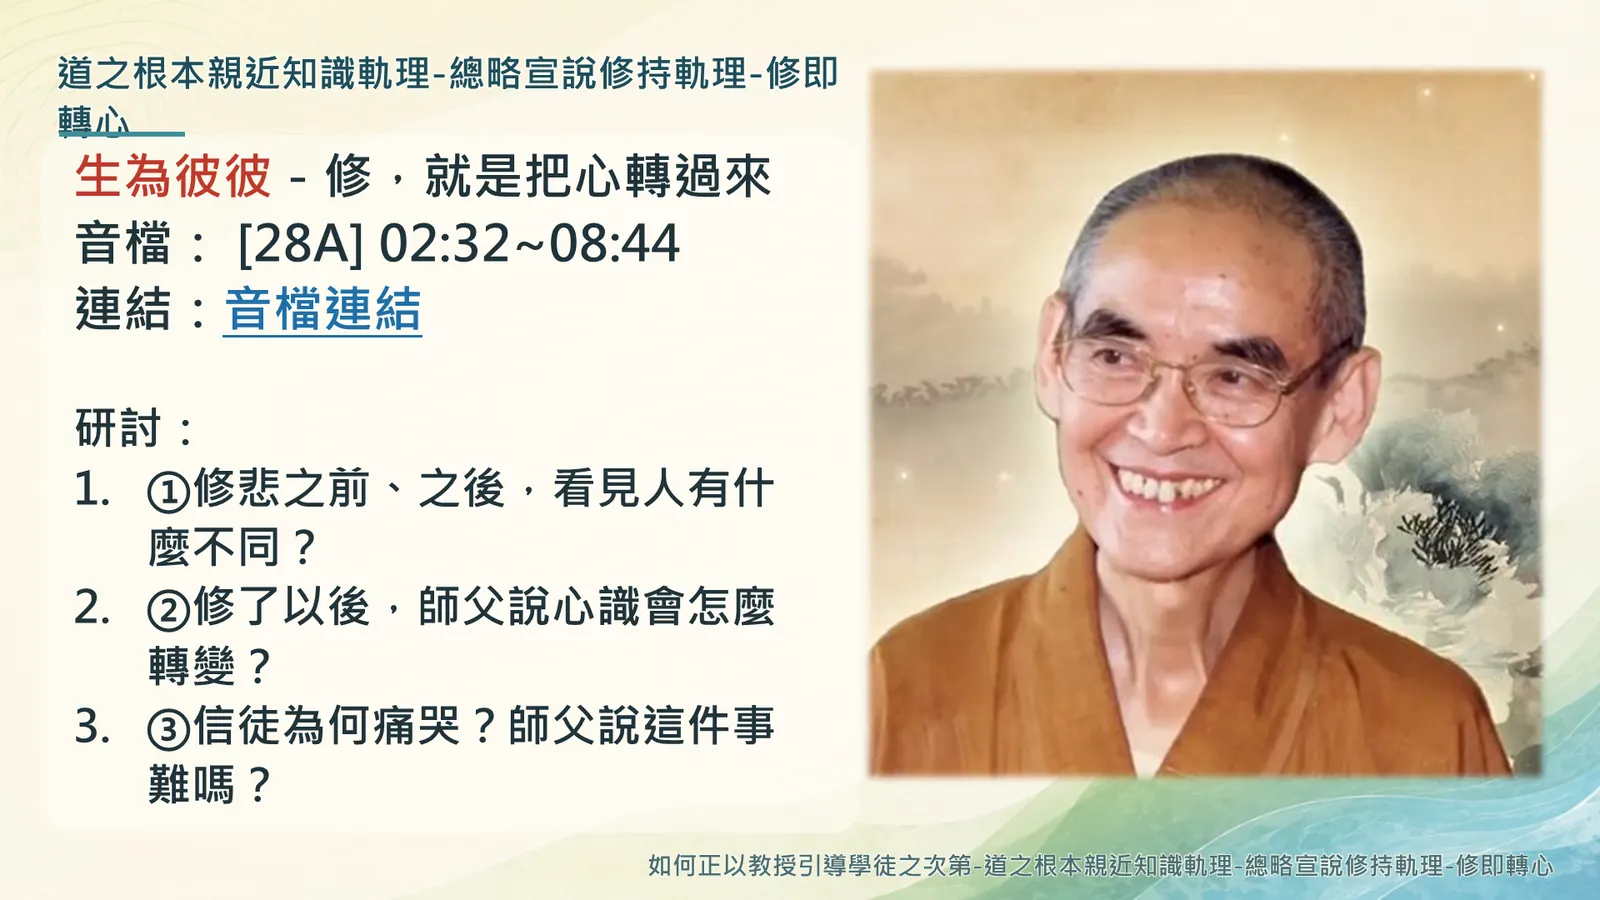 道之根本親近知識軌理-總略宣說修持軌理-修即
轉心
生為彼彼 - 修，就是把心轉過來
音檔： [28A] 02:32~08:44
連結：音檔連結
研討：
1. ①修悲之前、之後，看見人有什
麼不同？
2. ②修了以後，師父說心識會怎麼
轉變？
3. ③信徒為何痛哭？師父說這件事
難嗎？
如何正以教授引導學徒之次第-道之根本親近知識軌理-總略宣說修持軌理-修即轉心